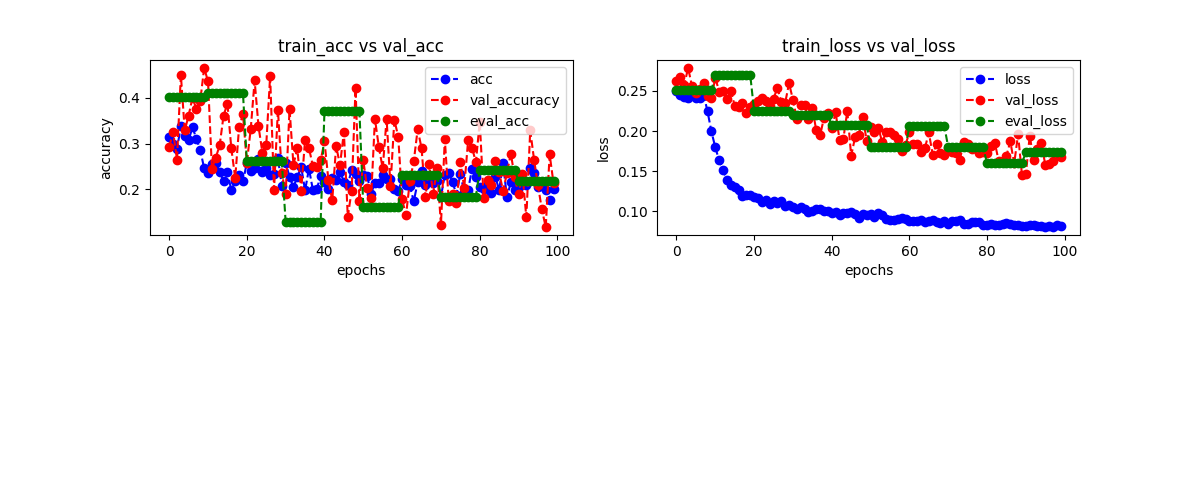 train_acc vs val_acc
accuracy
0.4
0.3
0.2
acc
val_accuracy
eval_acc
0
20
40
60
80
100
epochs
train_loss vs val_loss
loss
0.25
0.20
0.15
0.10
loss
val_loss
eval_loss
0
20
40
60
80
100
epochs